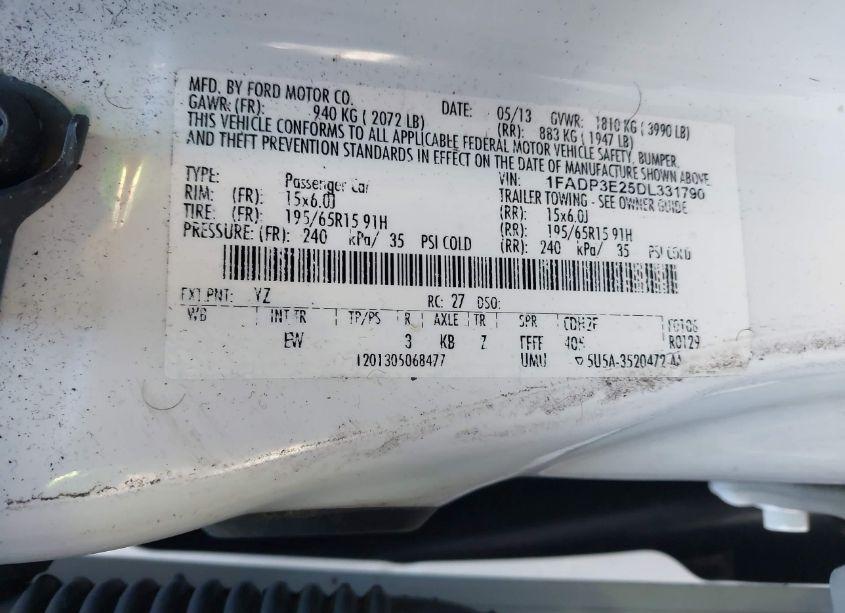 MFD. BY FORD MOTOR CO. DATE: 05/13 GVWR: 1810 KG ( 3990 LB)
GAWR: (FR): 940 KG ( 2072 LB) (RR): 883 KG ( 1947 LB)
THIS VEHICLE CONFORMS TO ALL APPLICABLE FEDERAL MOTOR VEHICLE SAFETY, BUMPER,
AND THEFT PREVENTION STANDARDS IN EFFECT ON THE DATE OF MANUFACTURE SHOWN ABOVE.
VIN: 1FADP3E25DL331790
TYPE: Passenger Car TRAILER TOWING - SEE OWNER GUIDE
RIM: (FR): 15x6.0J (RR): 15x6.0J
TIRE: (FR): 195/65R15 91H (RR): 195/65R15 91H
PRESSURE: (FR): 240 kPa/ 35 PSI COLD (RR): 240 kPa/ 35 PSI COLD
EXT PNT: YZ RC: 27 DSO:
WB INT TR TP/PS R AXLE TR SPR
EW 3 KB Z R0129
1201305068477 UMU 5U5A-3520472-